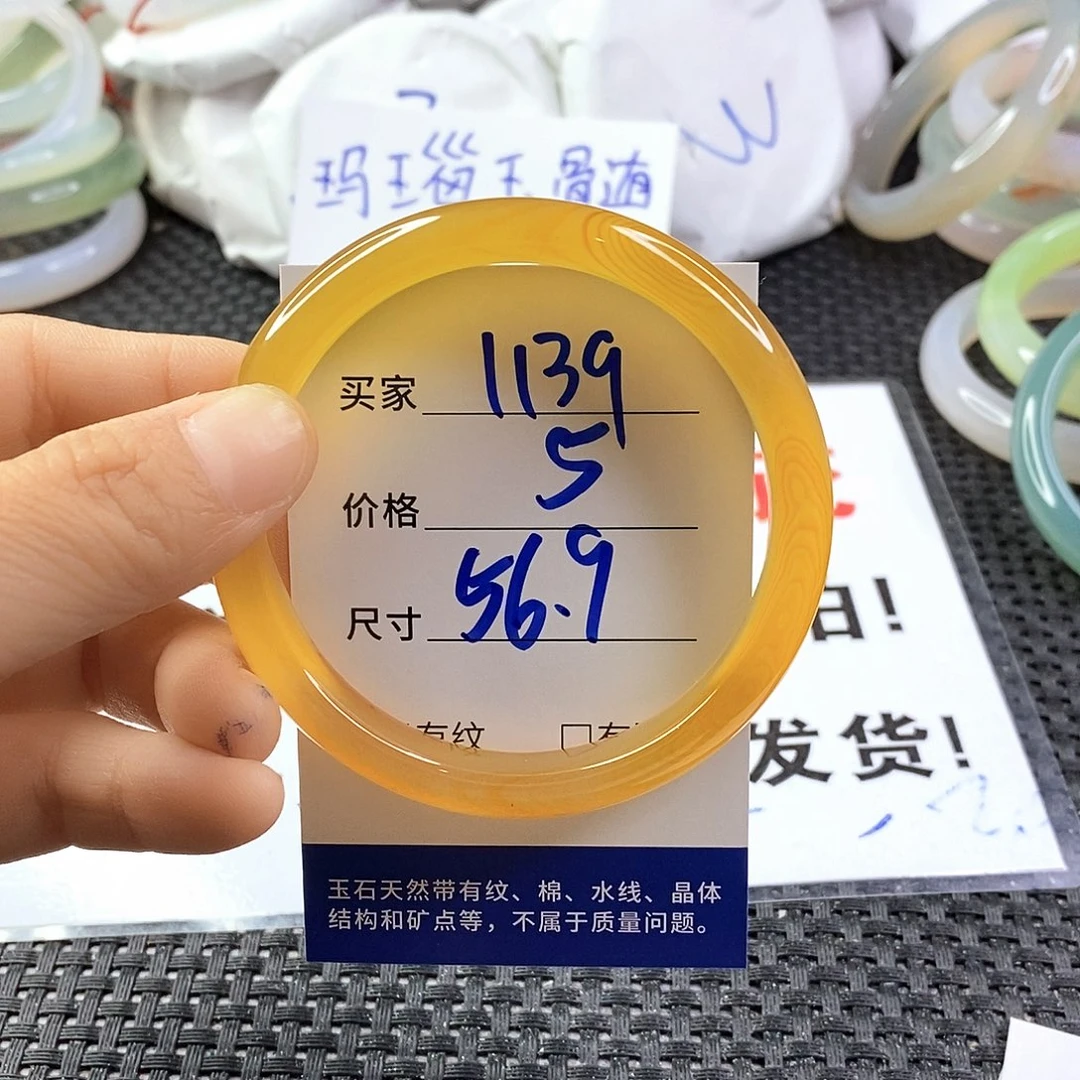 玛瑙玉髓
买家 1139
价格 5
尺寸 56.9
有纹 □有
!
发货!
玉石天然带有纹、棉、水线、晶体
结构和矿点等，不属于质量问题。